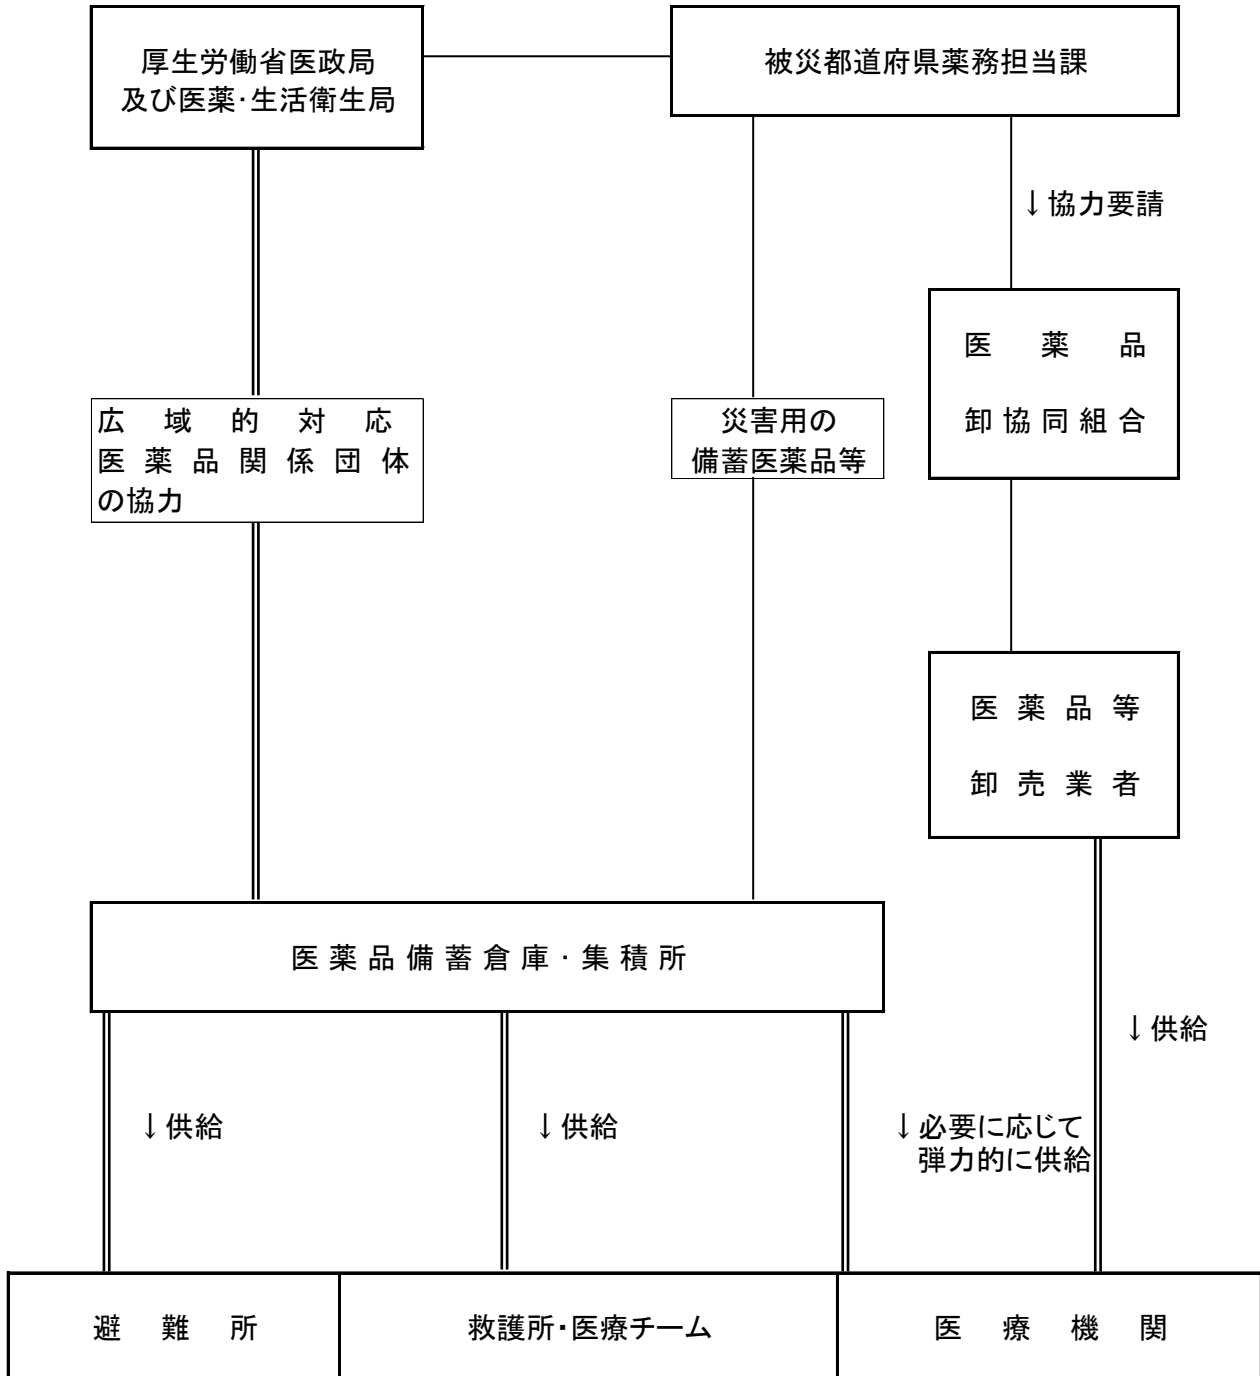 厚生労働省医政局
及び医薬・生活衛生局
被災都道府県薬務担当課
↓協力要請
医薬品
卸協同組合
広域的対応
医薬品関係団体
の協力
災害用の
備蓄医薬品等
医薬品等
卸売業者
医薬品備蓄倉庫・集積所
↓供給
↓供給
↓供給
↓必要に応じて
弾力的に供給
避難所
救護所・医療チーム
医療機関